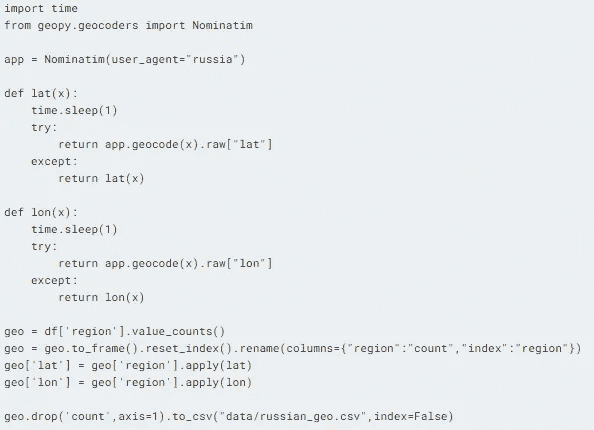 import time
from geopy.geocoders import Nominatim
app = Nominatim(user_agent="russia")
def lat(x):
    time.sleep(1)
    try:
        return app.geocode(x).raw["lat"]
    except:
        return lat(x)
def lon(x):
    time.sleep(1)
    try:
        return app.geocode(x).raw["lon"]
    except:
        return lon(x)
geo = df['region'].value_counts()
geo = geo.to_frame().reset_index().rename(columns={"region":"count","index":"region"})
geo['lat'] = geo['region'].apply(lat)
geo['lon'] = geo['region'].apply(lon)
geo.drop('count',axis=1).to_csv("data/russian_geo.csv",index=False)